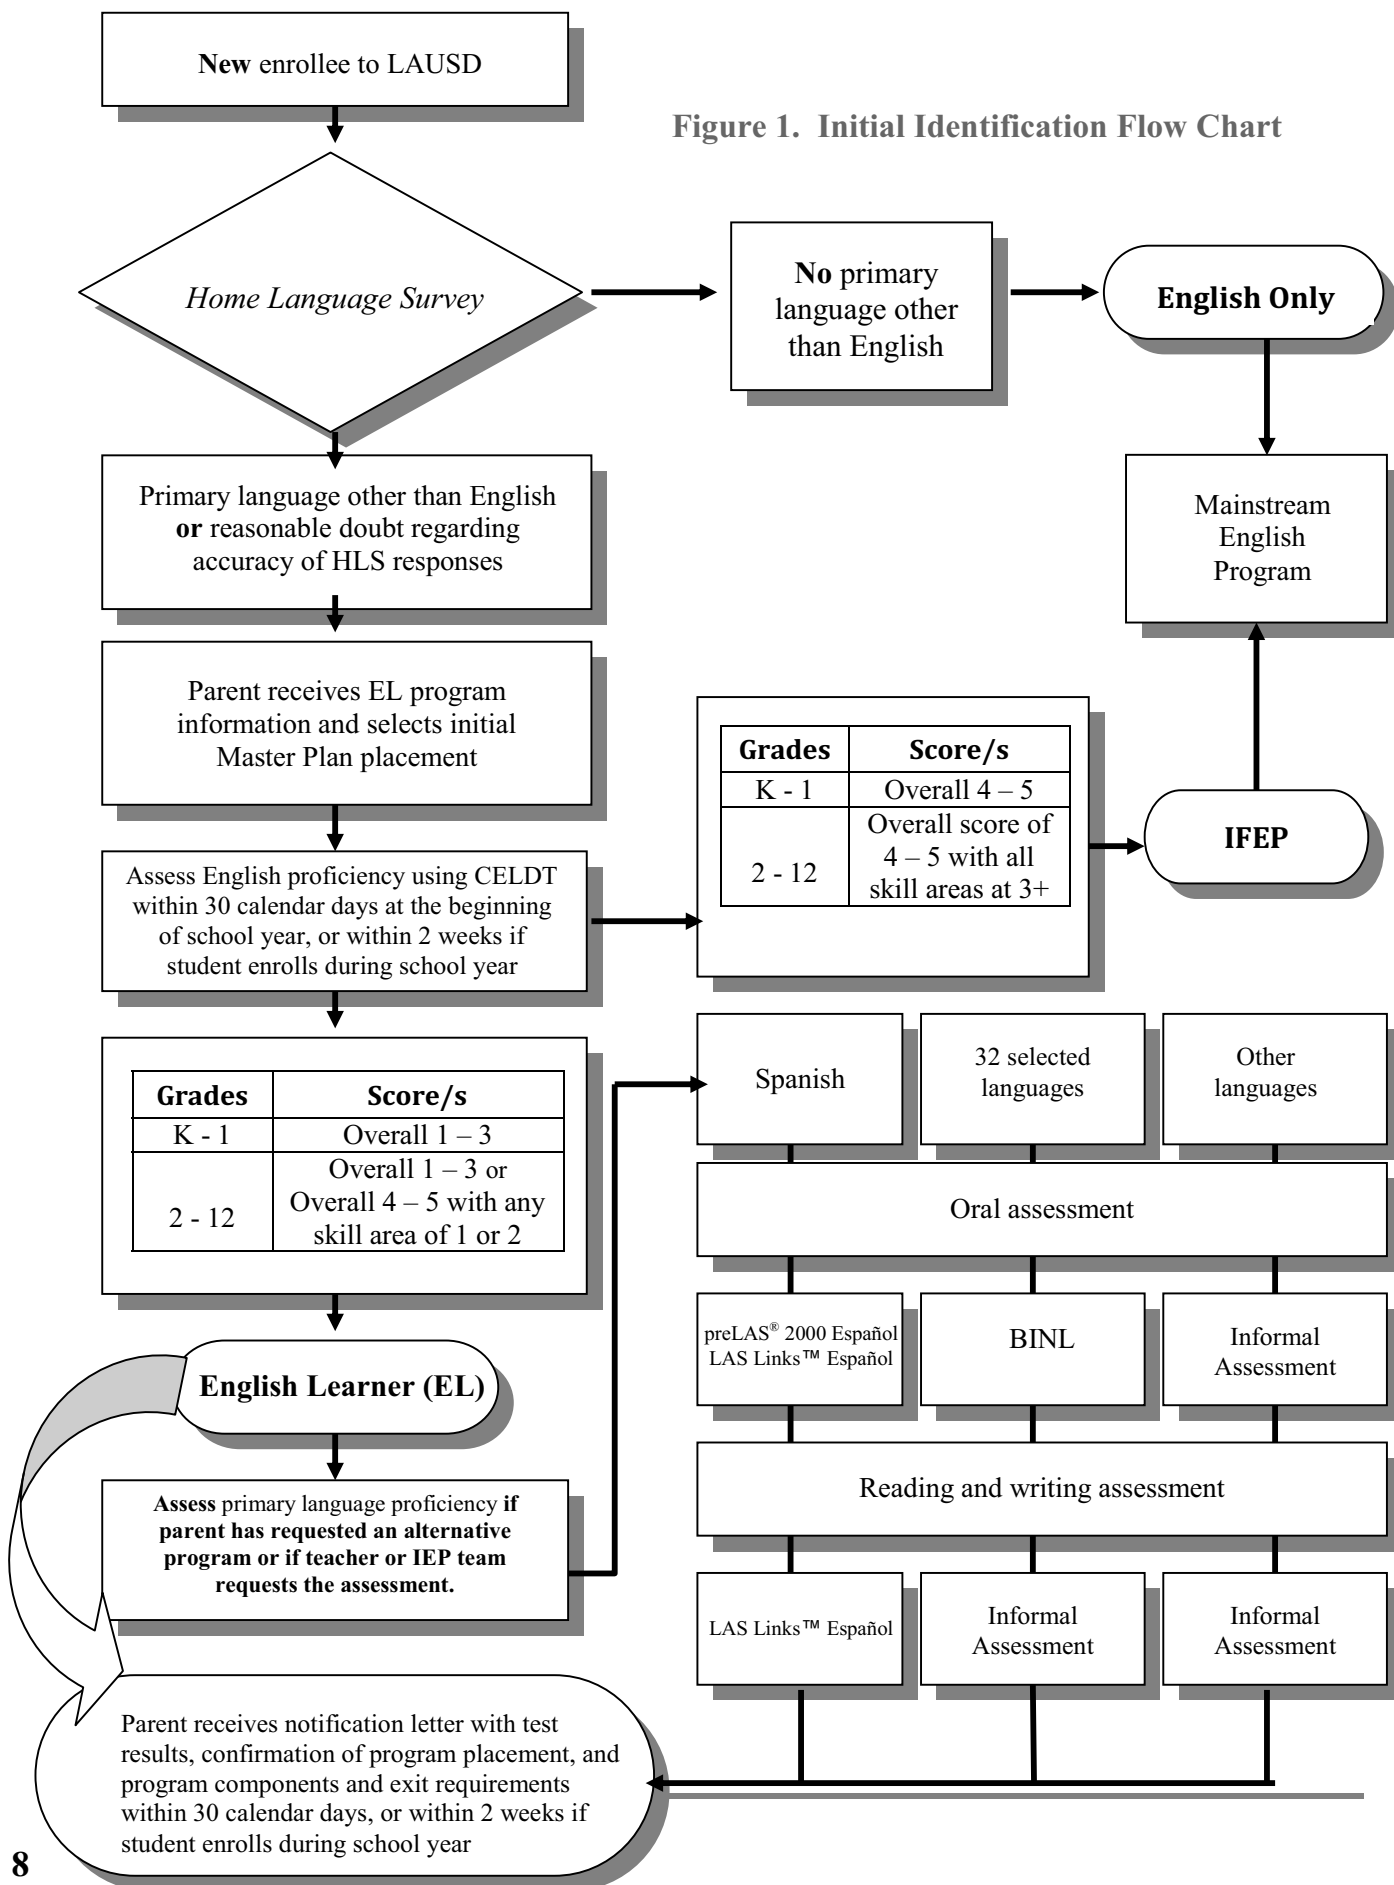 New enrollee to LAUSD
Figure 1. Initial Identification Flow Chart
Home Language Survey
No primary
language other
than English
English Only
Primary language other than English
or reasonable doubt regarding
accuracy of HLS responses
Mainstream
English
Program
Parent receives EL program
information and selects initial
Master Plan placement
Grades Score/s
K - 1 Overall 4 – 5
2 - 12 Overall score of
4 – 5 with all
skill areas at 3+
IFEP
Assess English proficiency using CELDT
within 30 calendar days at the beginning
of school year, or within 2 weeks if
student enrolls during school year
Grades Score/s
K - 1 Overall 1 – 3
2 - 12 Overall 1 – 3 or
Overall 4 – 5 with any
skill area of 1 or 2
Spanish
32 selected
languages
Other
languages
Oral assessment
preLAS® 2000 Español
LAS Links™ Español
BINL
Informal
Assessment
English Learner (EL)
Reading and writing assessment
Assess primary language proficiency if
parent has requested an alternative
program or if teacher or IEP team
requests the assessment.
LAS Links™ Español
Informal
Assessment
Informal
Assessment
Parent receives notification letter with test
results, confirmation of program placement, and
program components and exit requirements
within 30 calendar days, or within 2 weeks if
student enrolls during school year
8